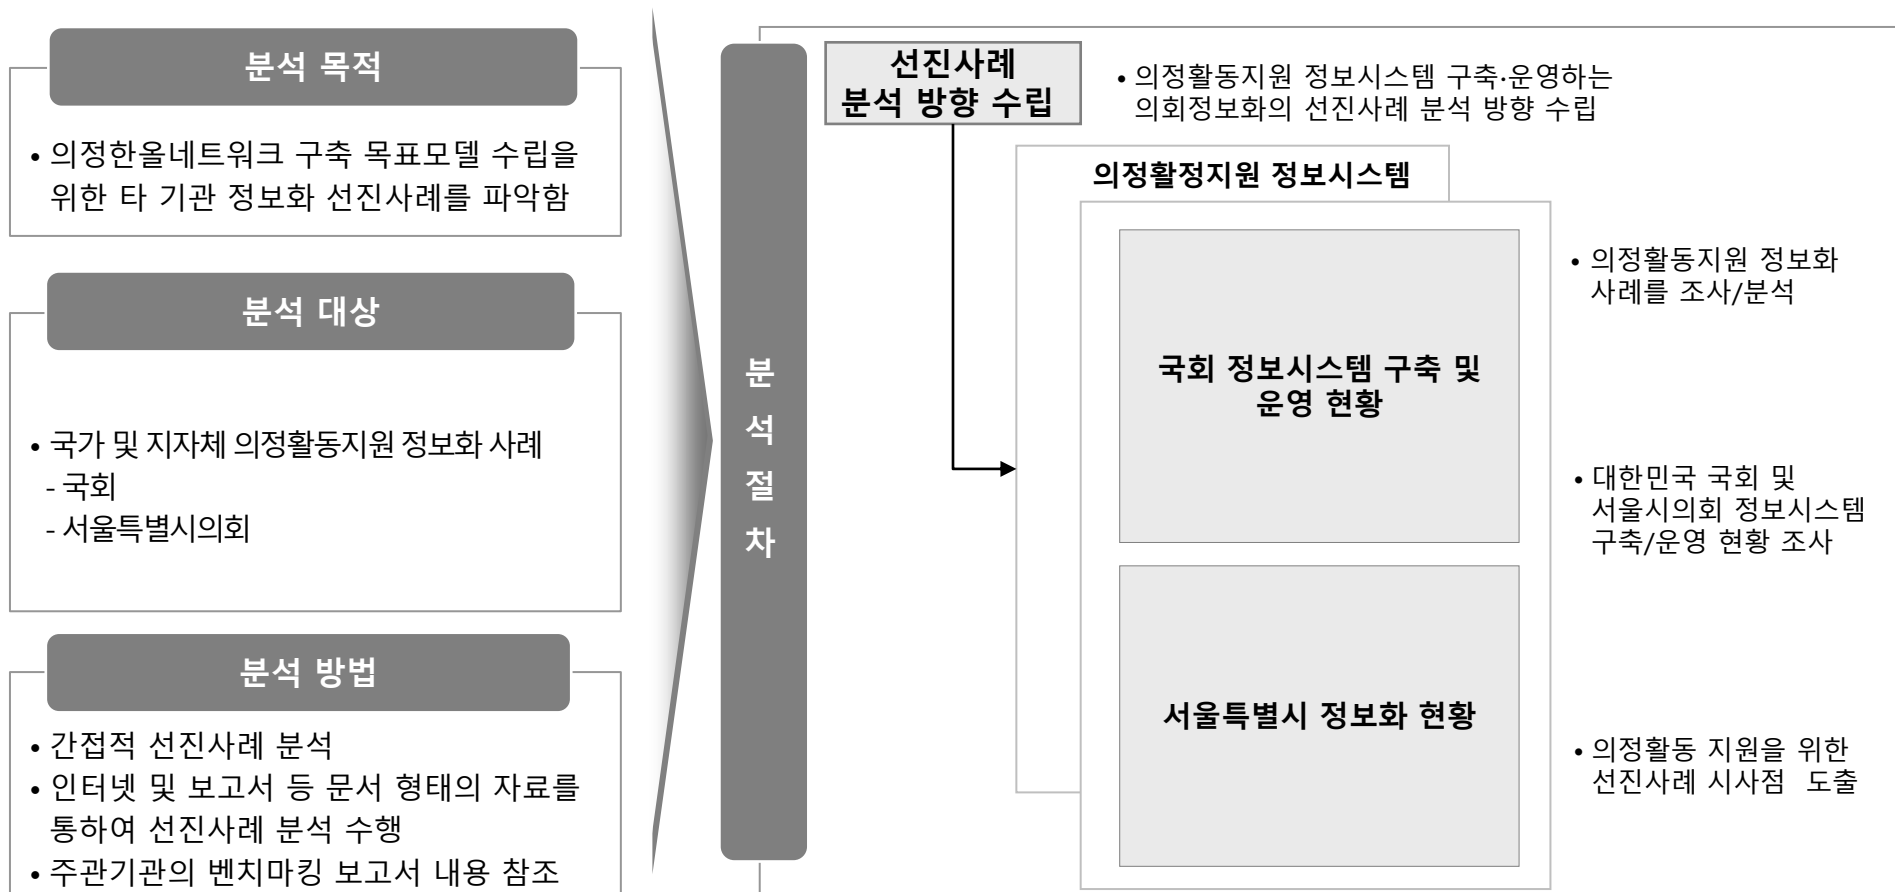 분석 목적
• 의정한올네트워크 구축 목표모델 수립을
위한 타 기관 정보화 선진사례를 파악함
분석 대상
• 국가 및 지자체 의정활동지원 정보화 사례
- 국회
- 서울특별시의회
분석 방법
• 간접적 선진사례 분석
• 인터넷 및 보고서 등 문서 형태의 자료를
통하여 선진사례 분석 수행
• 주관기관의 벤치마킹 보고서 내용 참조
분
석
절
차
선진사례
분석 방향 수립
• 의정활동지원 정보시스템 구축·운영하는
의회정보화의 선진사례 분석 방향 수립
의정활정지원 정보시스템
국회 정보시스템 구축 및
운영 현황
서울특별시 정보화 현황
• 의정활동지원 정보화
사례를 조사/분석
• 대한민국 국회 및
서울시의회 정보시스템
구축/운영 현황 조사
• 의정활동 지원을 위한
선진사례 시사점 도출